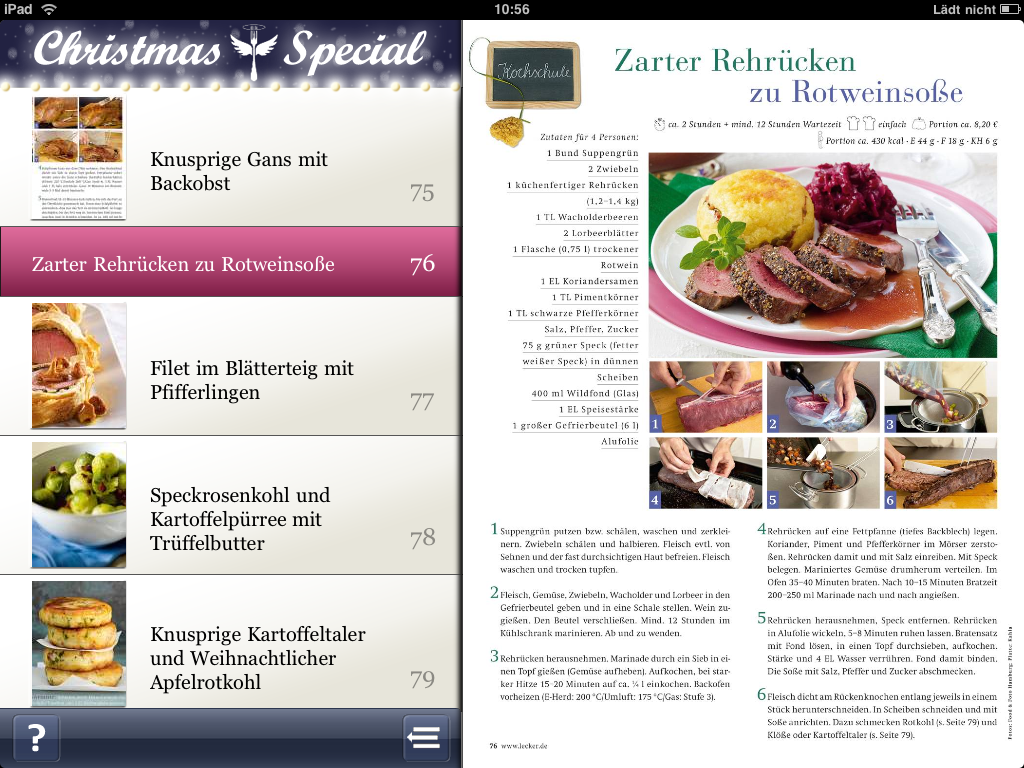 iPad
10:56
Lädt nicht
Christmas Special
Knusprige Gans mit
Backobst
75
Zarter Rehrücken zu Rotweinsoße
76
Filet im Blätterteig mit
Pfifferlingen
77
Speckrosenkohl und
Kartoffelpürree mit
Trüffelbutter
78
Knusprige Kartoffeltaler
und Weihnachtlicher
Apfelrotkohl
79
?
Kochschule
Zarter Rehrücken
zu Rotweinsoße
ca. 2 Stunden + mind. 12 Stunden Wartezeit einfach Portion ca. 8,20 €
Portion ca. 430 kcal · E 44 g · F 18 g · KH 6 g
Zutaten für 4 Personen:
1 Bund Suppengrün
2 Zwiebeln
1 küchenfertiger Rehrücken
(1,2–1,4 kg)
1 TL Wacholderbeeren
2 Lorbeerblätter
1 Flasche (0,75 l) trockener
Rotwein
1 EL Koriandersamen
1 TL Pimentkörner
1 TL schwarze Pfefferkörner
Salz, Pfeffer, Zucker
75 g grüner Speck (fetter
weißer Speck) in dünnen
Scheiben
400 ml Wildfond (Glas)
1 EL Speisestärke
1 großer Gefrierbeutel (6 l)
Alufolie
1
2
3
4
5
6
1 Suppengrün putzen bzw. schälen, waschen und zerklei-
nern. Zwiebeln schälen und halbieren. Fleisch evtl. von
Sehnen und der fast durchsichtigen Haut befreien. Fleisch
waschen und trocken tupfen.
2 Fleisch, Gemüse, Zwiebeln, Wacholder und Lorbeer in den
Gefrierbeutel geben und in eine Schale stellen. Wein zu-
gießen. Den Beutel verschließen. Mind. 12 Stunden im
Kühlschrank marinieren. Ab und zu wenden.
3 Rehrücken herausnehmen. Marinade durch ein Sieb in ei-
nen Topf gießen (Gemüse aufheben). Aufkochen, bei star-
ker Hitze 15–20 Minuten auf ca. ¼ l einkochen. Backofen
vorheizen (E-Herd: 200 °C/Umluft: 175 °C/Gas: Stufe 3).
4 Rehrücken auf eine Fettpfanne (tiefes Backblech) legen.
Koriander, Piment und Pfefferkörner im Mörser zersto-
ßen. Rehrücken damit und mit Salz einreiben. Mit Speck
belegen. Mariniertes Gemüse drumherum verteilen. Im
Ofen 35–40 Minuten braten. Nach 10–15 Minuten Bratzeit
200–250 ml Marinade nach und nach angießen.
5 Rehrücken herausnehmen, Speck entfernen. Rehrücken
in Alufolie wickeln, 5–8 Minuten ruhen lassen. Bratensatz
mit Fond lösen, in einen Topf durchsieben, aufkochen.
Stärke und 4 EL Wasser verrühren. Fond damit binden.
Die Soße mit Salz, Pfeffer und Zucker abschmecken.
6 Fleisch dicht am Rückenknochen entlang jeweils in einem
Stück herunterschneiden. In Scheiben schneiden und mit
Soße anrichten. Dazu schmecken Rotkohl (s. Seite 79) und
Klöße oder Kartoffeltaler (s. Seite 79).
76 www.lecker.de